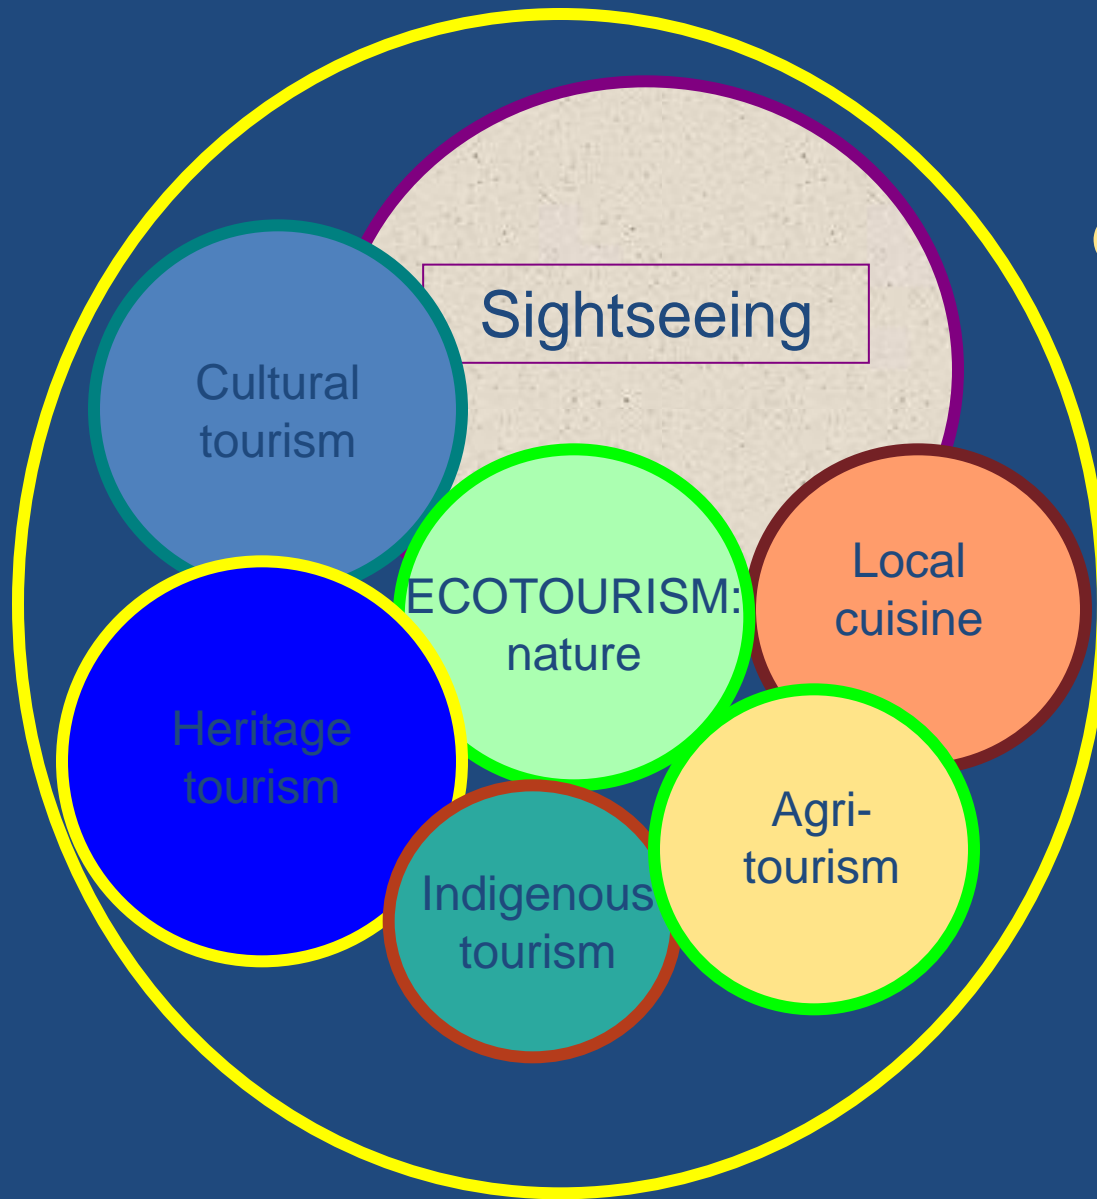 Sightseeing
Cultural
tourism
ECOTOURISM:
nature
Local
cuisine
Heritage
tourism
Agri-
tourism
Indigenous
tourism